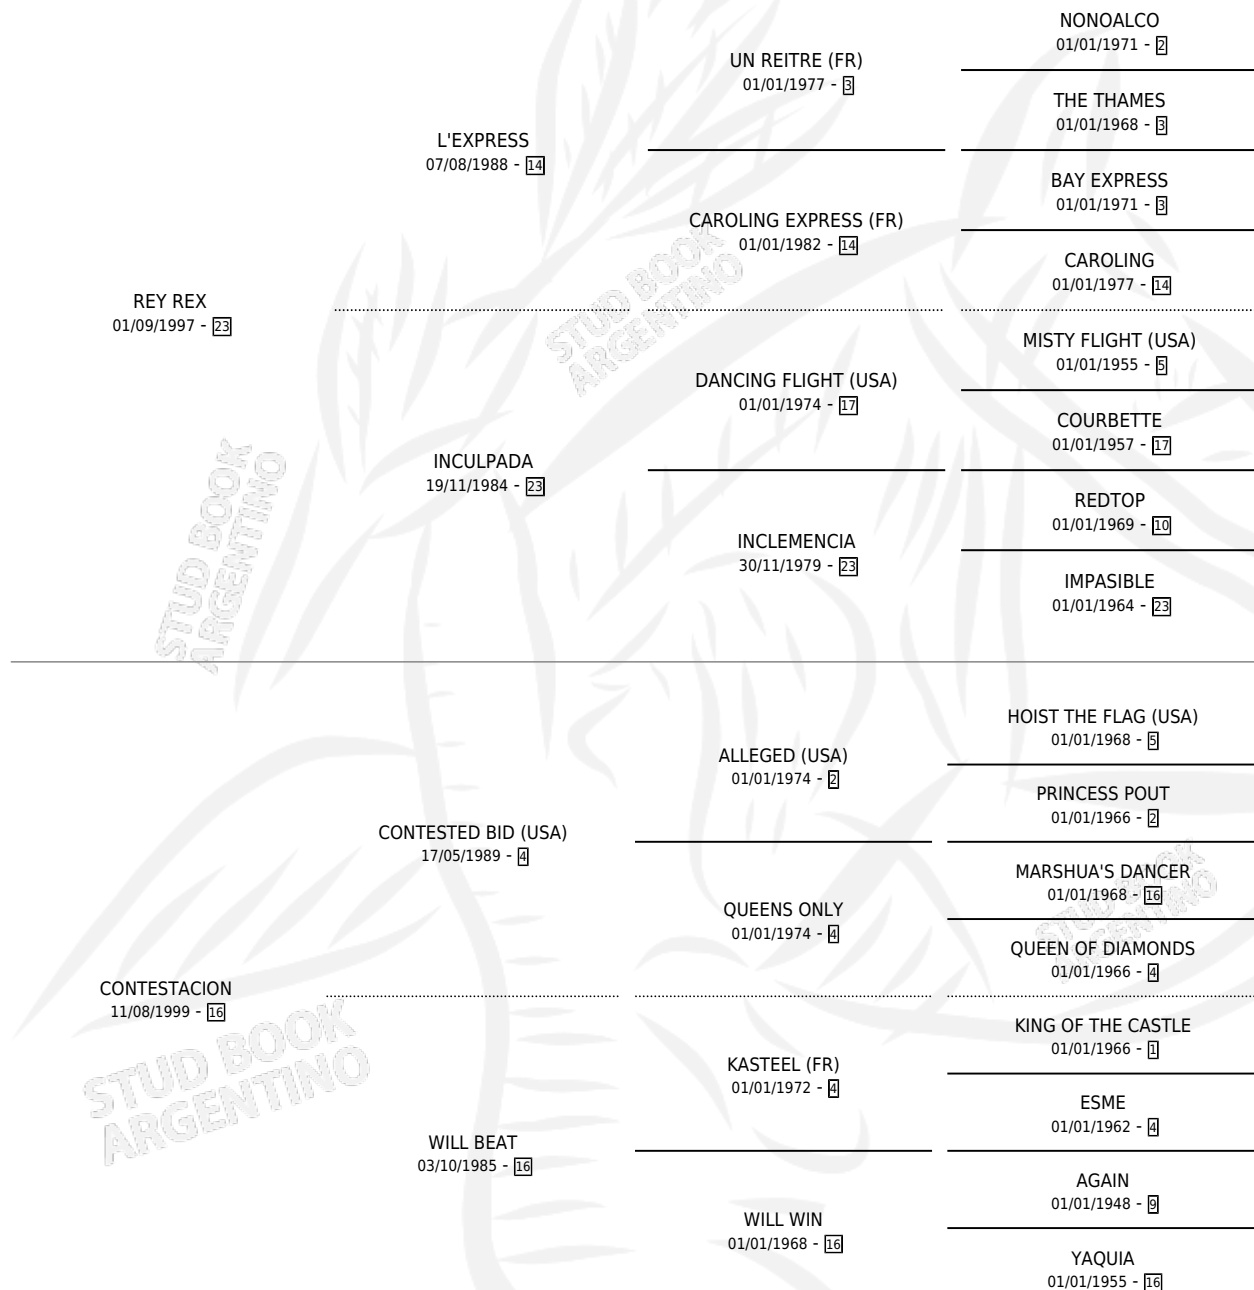 NONOALCO
01/01/1971 - 2
UN REITRE (FR)
01/01/1977 - 3
THE THAMES
01/01/1968 - 3
L'EXPRESS
07/08/1988 - 14
BAY EXPRESS
01/01/1971 - 3
CAROLING EXPRESS (FR)
01/01/1982 - 14
CAROLING
01/01/1977 - 14
REY REX
01/09/1997 - 23
MISTY FLIGHT (USA)
01/01/1955 - 5
DANCING FLIGHT (USA)
01/01/1974 - 17
COURBETTE
01/01/1957 - 17
INCULPADA
19/11/1984 - 23
REDTOP
01/01/1969 - 10
INCLEMENCIA
30/11/1979 - 23
IMPASIBLE
01/01/1964 - 23
HOIST THE FLAG (USA)
01/01/1968 - 5
ALLEGED (USA)
01/01/1974 - 2
PRINCESS POUT
01/01/1966 - 2
CONTESTED BID (USA)
17/05/1989 - 4
MARSHUA'S DANCER
01/01/1968 - 16
QUEENS ONLY
01/01/1974 - 4
QUEEN OF DIAMONDS
01/01/1966 - 4
CONTESTACION
11/08/1999 - 16
KING OF THE CASTLE
01/01/1966 - 1
KASTEEL (FR)
01/01/1972 - 4
ESME
01/01/1962 - 4
WILL BEAT
03/10/1985 - 16
AGAIN
01/01/1948 - 9
WILL WIN
01/01/1968 - 16
YAQUIA
01/01/1955 - 16
STUD BOOK
ARGENTINO
STUD BOOK
ARGENTINO
STUD BOOK
ARGENTINO
STUD BOOK
ARGENTINO